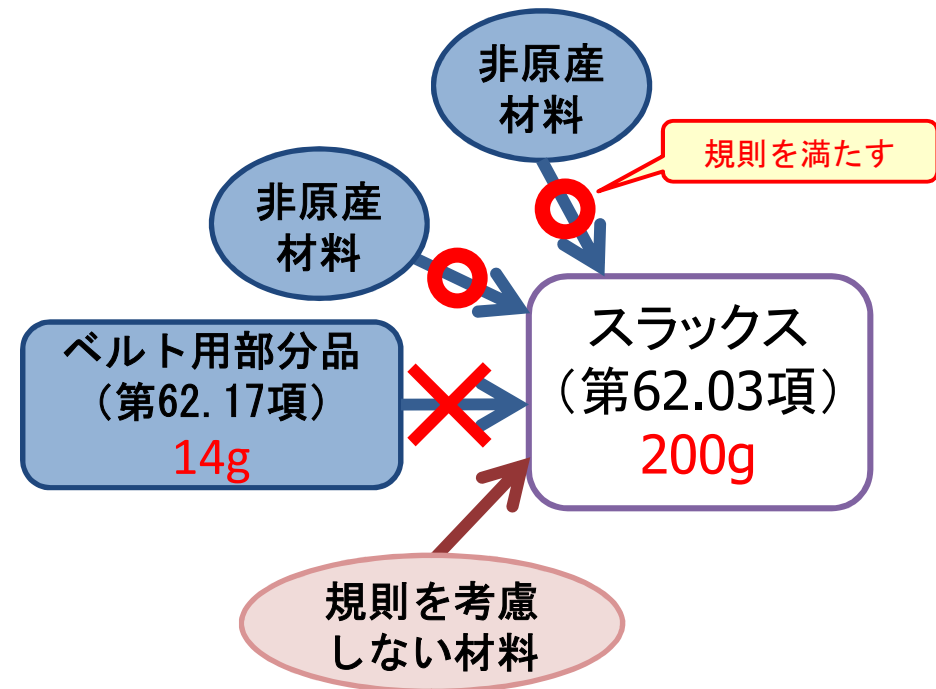 非原産
材料
規則を満たす
非原産
材料
スラックス
（第62.03項）
200g
ベルト用部分品
（第62.17項）
14g
規則を考慮
しない材料